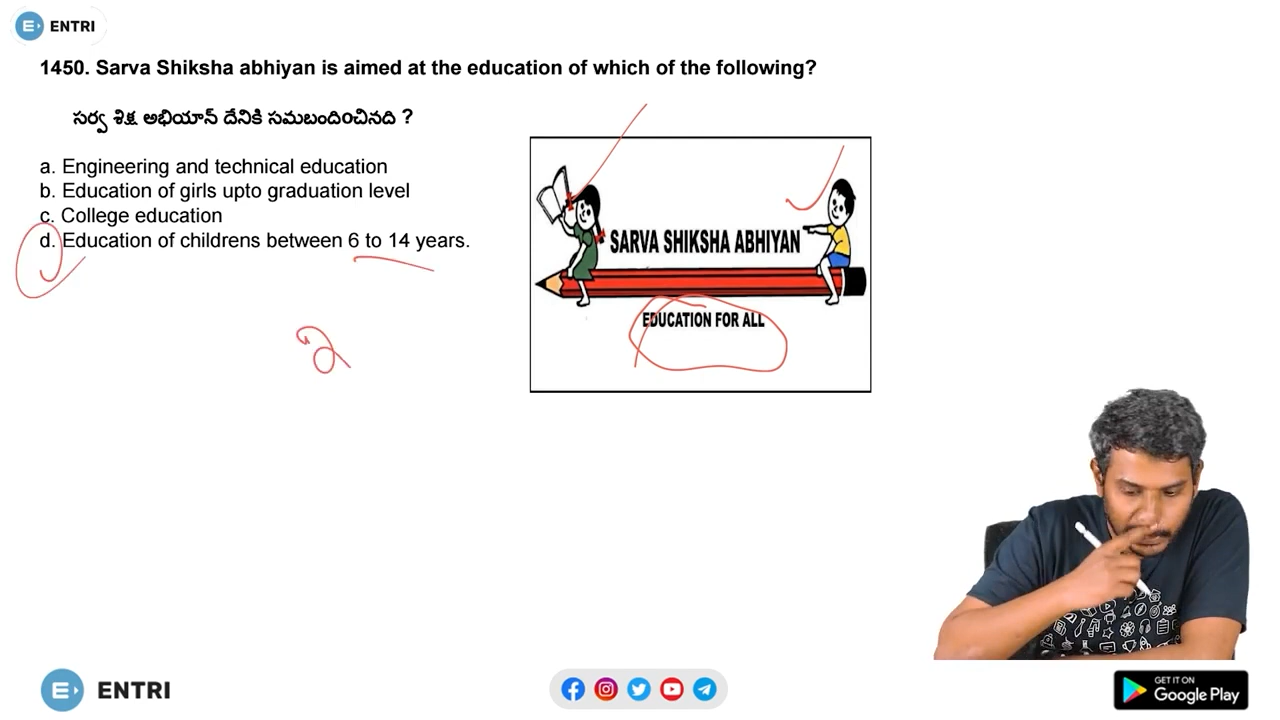 ENTRI
1450. Sarva Shiksha abhiyan is aimed at the education of which of the following?
సర్వ శిక్ష అభియాన్ దేనికి సమబందించినది ?
a. Engineering and technical education
b. Education of girls upto graduation level
c. College education
d. Education of childrens between 6 to 14 years.
SARVA SHIKSHA ABHIYAN
EDUCATION FOR ALL
ENTRI
GET IT ON
Google Play